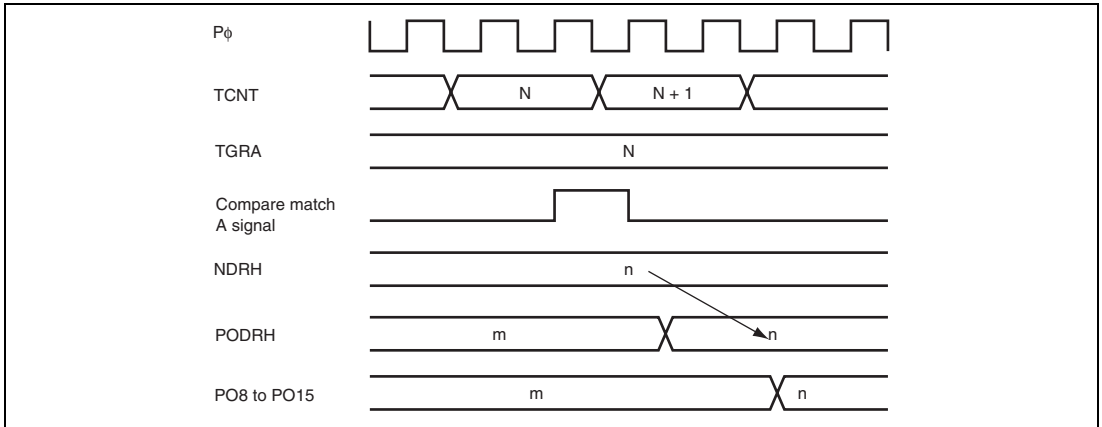 Pϕ
TCNT N N + 1
TGRA N
Compare match
A signal
NDRH n
PODRH m n
PO8 to PO15 m n